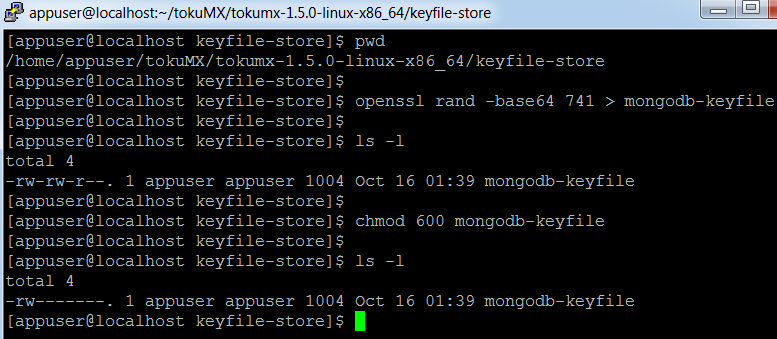 appuser@localhost:~/tokuMX/tokumx-1.5.0-linux-x86_64/keyfile-store
[appuser@localhost keyfile-store]$ pwd
/home/appuser/tokuMX/tokumx-1.5.0-linux-x86_64/keyfile-store
[appuser@localhost keyfile-store]$
[appuser@localhost keyfile-store]$ openssl rand -base64 741 > mongodb-keyfile
[appuser@localhost keyfile-store]$
[appuser@localhost keyfile-store]$ ls -l
total 4
-rw-rw-r--. 1 appuser appuser 1004 Oct 16 01:39 mongodb-keyfile
[appuser@localhost keyfile-store]$
[appuser@localhost keyfile-store]$ chmod 600 mongodb-keyfile
[appuser@localhost keyfile-store]$
[appuser@localhost keyfile-store]$ ls -l
total 4
-rw-------. 1 appuser appuser 1004 Oct 16 01:39 mongodb-keyfile
[appuser@localhost keyfile-store]$